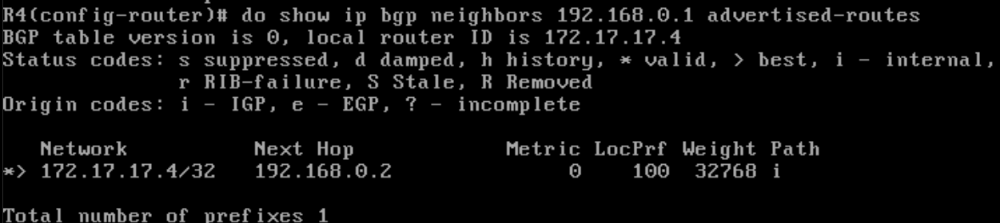 R4(config-router)# do show ip bgp neighbors 192.168.0.1 advertised-routes
BGP table version is 0, local router ID is 172.17.17.4
Status codes: s suppressed, d damped, h history, * valid, > best, i - internal,
              r RIB-failure, S Stale, R Removed
Origin codes: i - IGP, e - EGP, ? - incomplete

   Network          Next Hop            Metric LocPrf Weight Path
*> 172.17.17.4/32   192.168.0.2              0    100  32768 i

Total number of prefixes 1